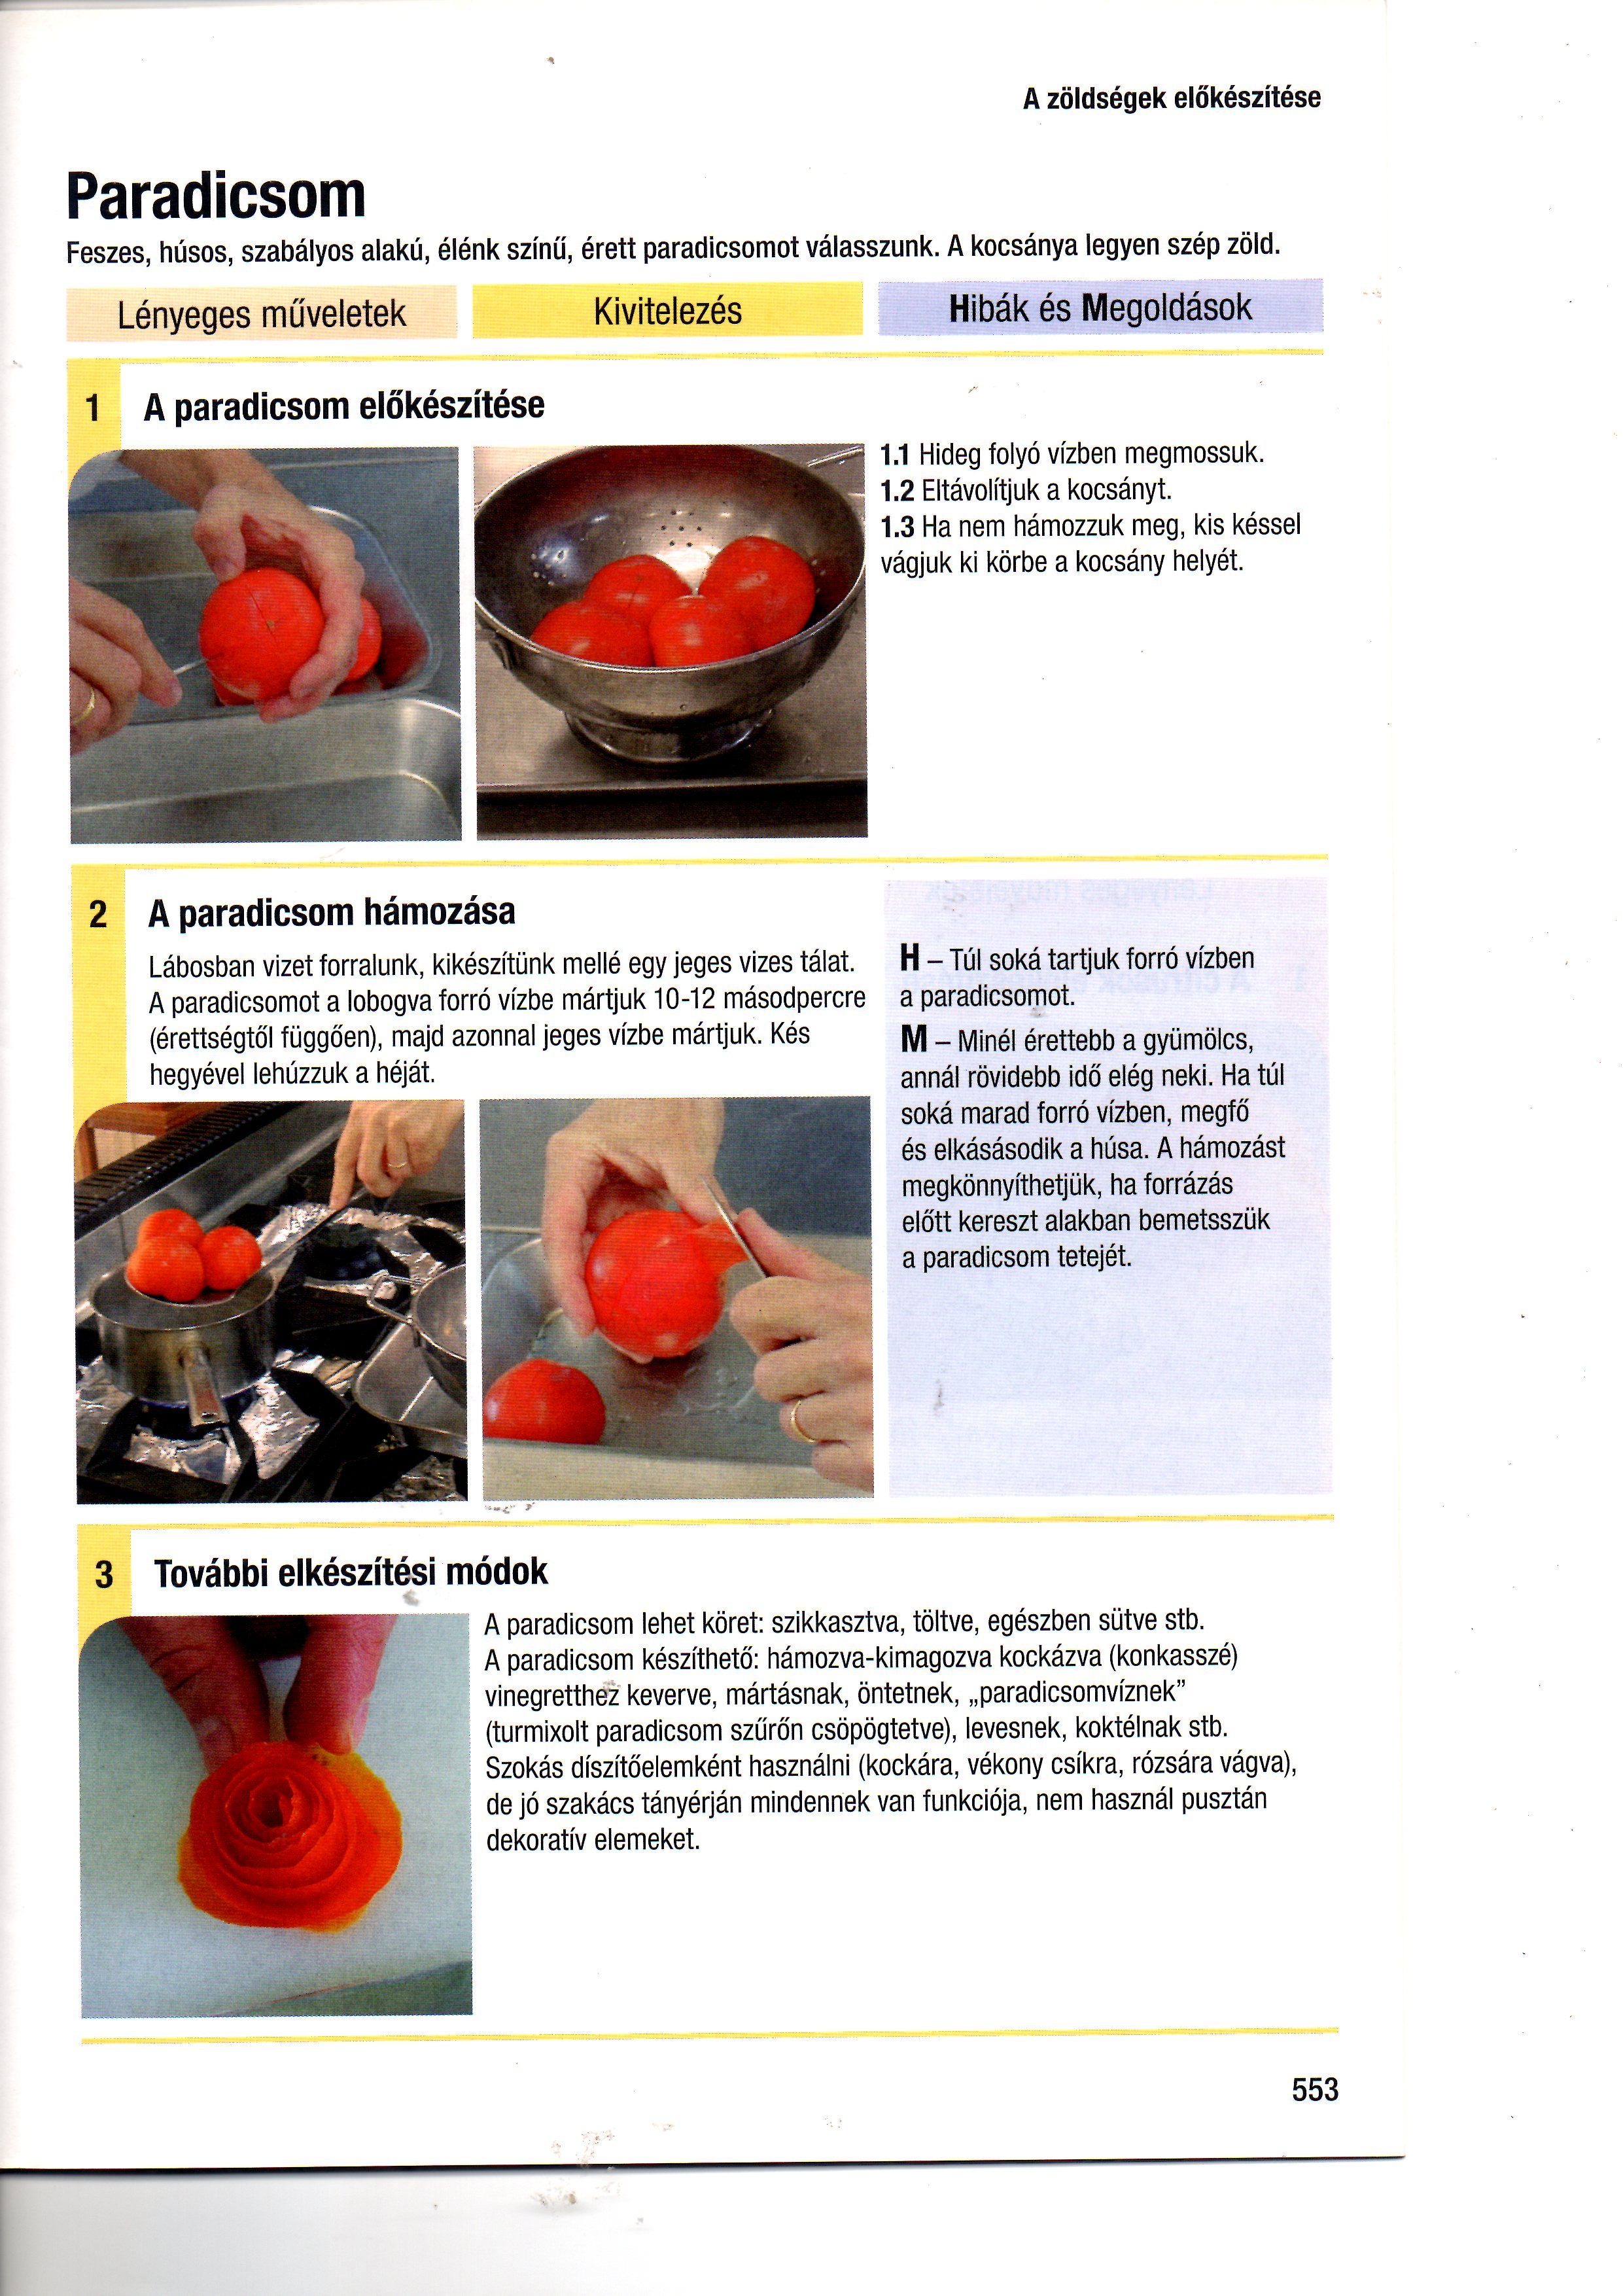 A zöldségek előkészítése
Paradicsom
Feszes, húsos, szabályos alakú, élénk színű, érett paradicsomot válasszunk. A kocsánya legyen szép zöld.
Lényeges műveletek
Kivitelezés
Hibák és Megoldások
1 A paradicsom előkészítése
1.1 Hideg folyó vízben megmossuk.
1.2 Eltávolítjuk a kocsányt.
1.3 Ha nem hámozzuk meg, kis késsel
vágjuk ki körbe a kocsány helyét.
2 A paradicsom hámozása
Lábosban vizet forralunk, kikészítünk mellé egy jeges vizes tálat.
A paradicsomot a lobogva forró vízbe mártjuk 10-12 másodpercre
(érettségtől függően), majd azonnal jeges vízbe mártjuk. Kés
hegyével lehúzzuk a héját.
H – Túl soká tartjuk forró vízben
a paradicsomot.
M – Minél érettebb a gyümölcs,
annál rövidebb idő elég neki. Ha túl
soká marad forró vízben, megfő
és elkásásodik a húsa. A hámozást
megkönnyíthetjük, ha forrázás
előtt kereszt alakban bemetsszük
a paradicsom tetejét.
3 További elkészítési módok
A paradicsom lehet köret: szikkasztva, töltve, egészben sütve stb.
A paradicsom készíthető: hámozva-kimagozva kockázva (konkasszé)
vinegretthez keverve, mártásnak, öntetnek, „paradicsomvíznek”
(turmixolt paradicsom szűrőn csöpögtetve), levesnek, koktélnak stb.
Szokás díszítőelemként használni (kockára, vékony csíkra, rózsára vágva),
de jó szakács tányérján mindennek van funkciója, nem használ pusztán
dekoratív elemeket.
553